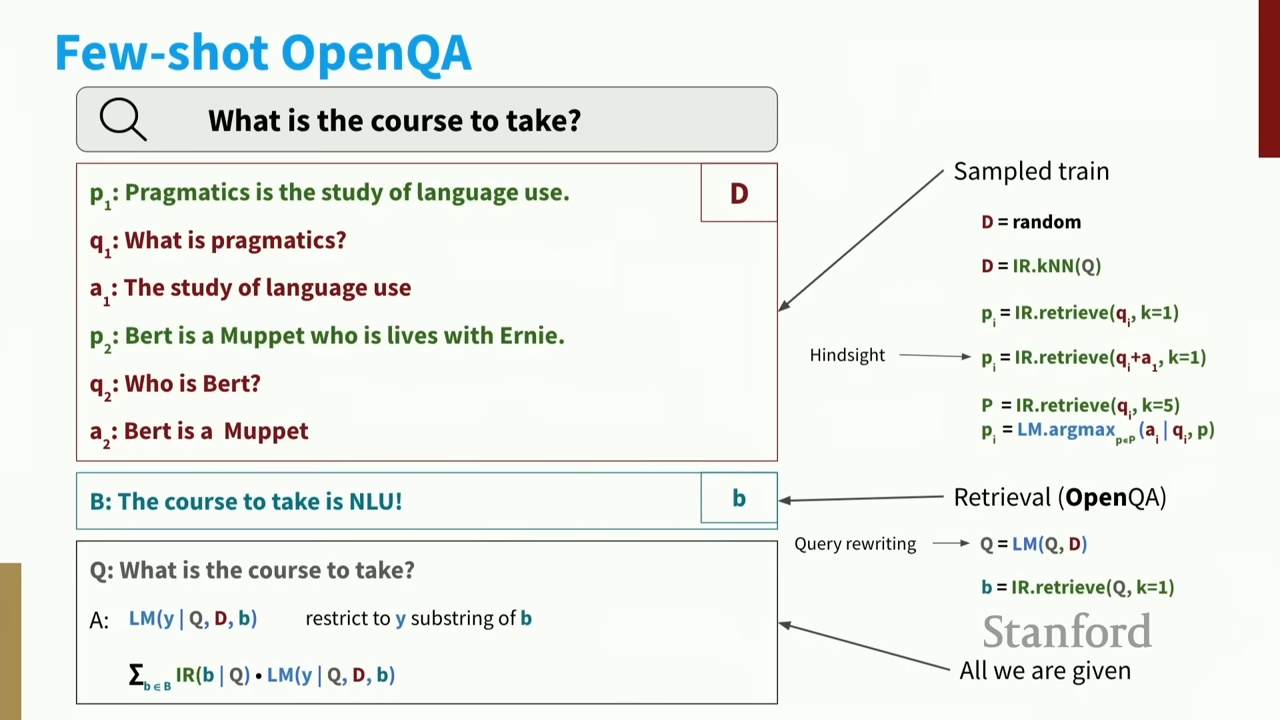 Few-shot OpenQA
What is the course to take?
p1: Pragmatics is the study of language use.
D
q1: What is pragmatics?
a1: The study of language use
p2: Bert is a Muppet who is lives with Ernie.
q2: Who is Bert?
a2: Bert is a Muppet
B: The course to take is NLU!
b
Q: What is the course to take?
A: LM(y | Q, D, b) restrict to y substring of b
Σb∈B IR(b | Q) • LM(y | Q, D, b)
Sampled train
D = random
D = IR.kNN(Q)
pi = IR.retrieve(qi, k=1)
Hindsight
pi = IR.retrieve(qi+a1, k=1)
P = IR.retrieve(qi, k=5)
pi = LM.argmaxp∈P (ai | qi, p)
Retrieval (OpenQA)
Query rewriting
Q = LM(Q, D)
b = IR.retrieve(Q, k=1)
Stanford
All we are given